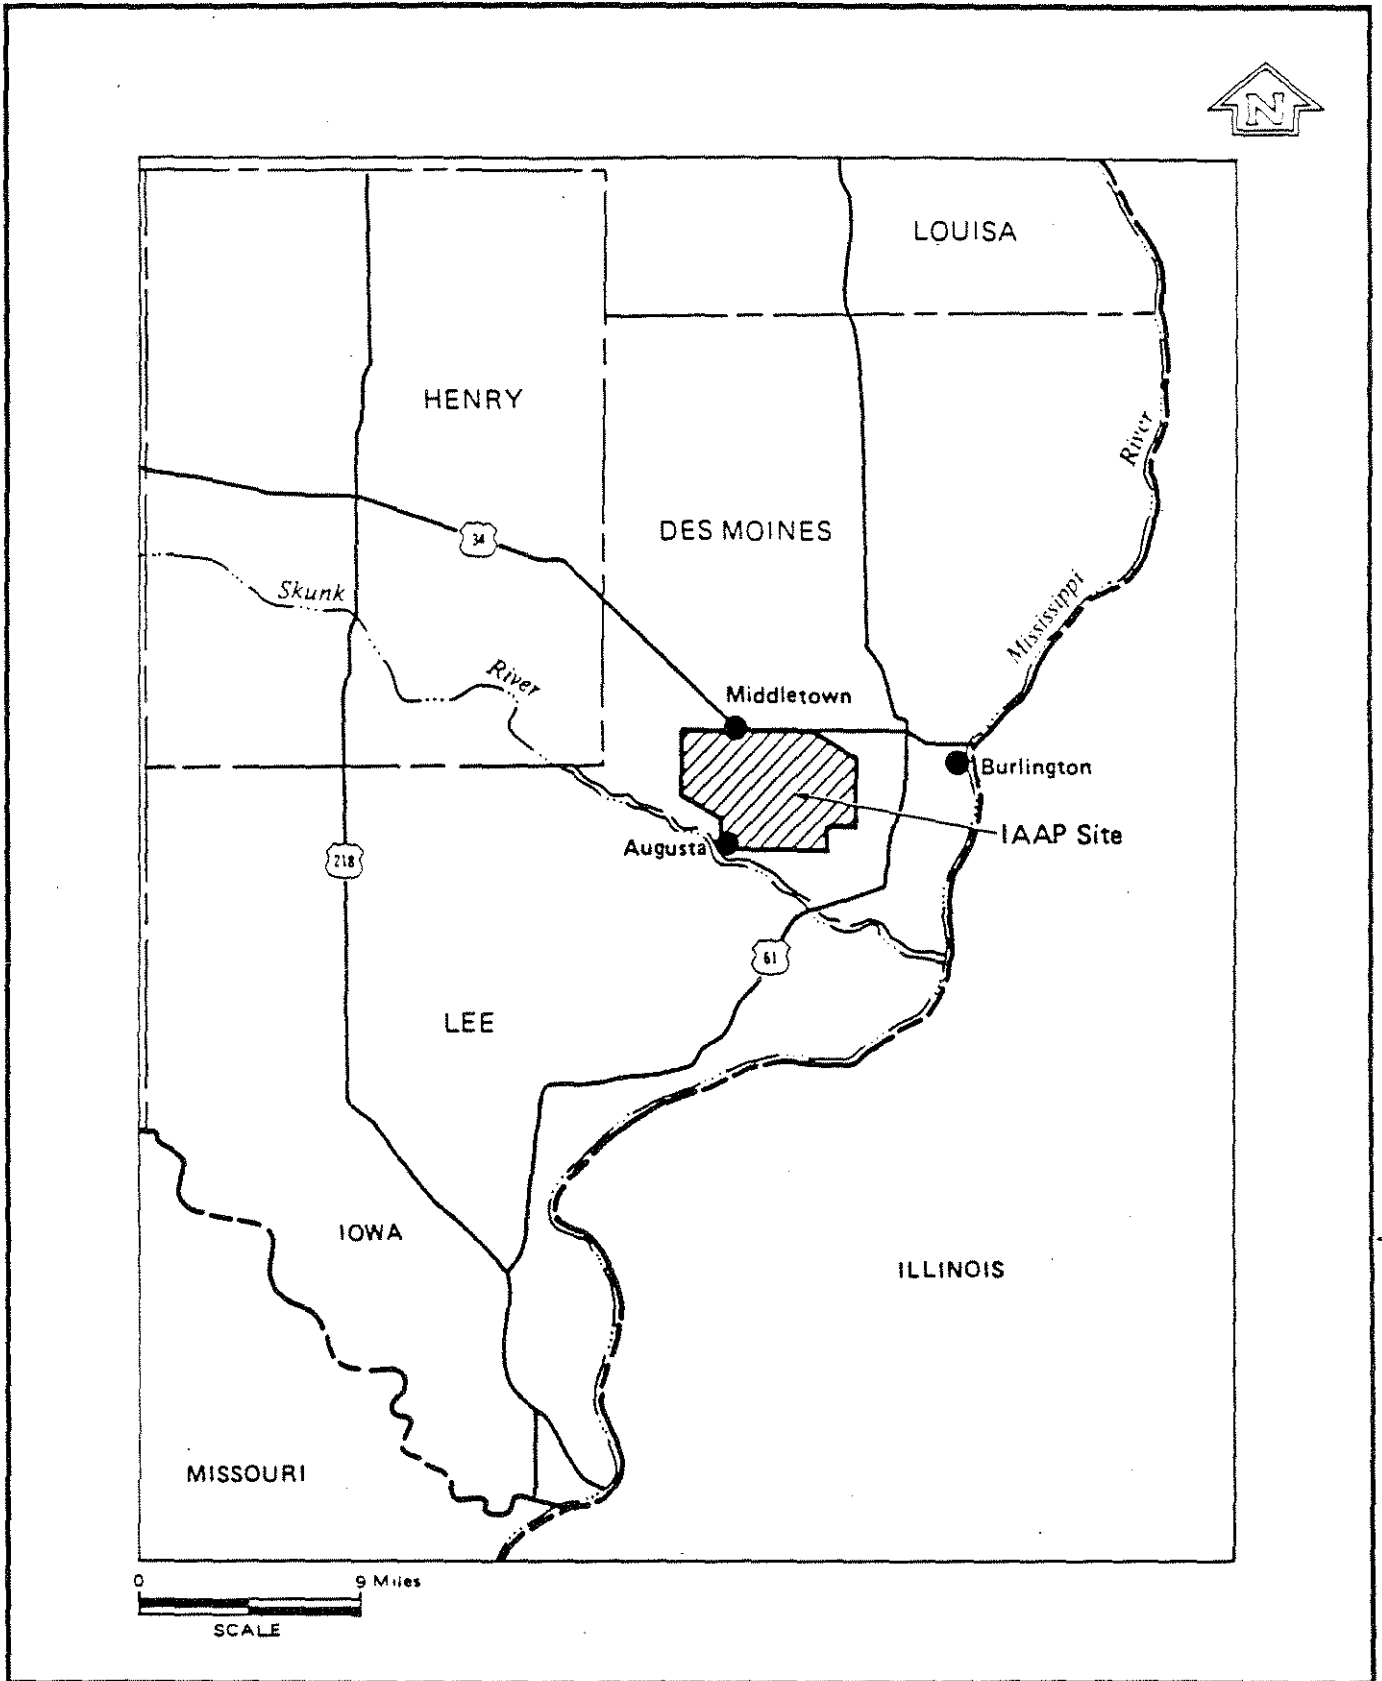 N
LOUISA
HENRY
River
34
DES MOINES
Skunk
Mississippi
River
Middletown
Burlington
IAAP Site
Augusta
218
61
LEE
IOWA
ILLINOIS
MISSOURI
0 9 Miles
SCALE